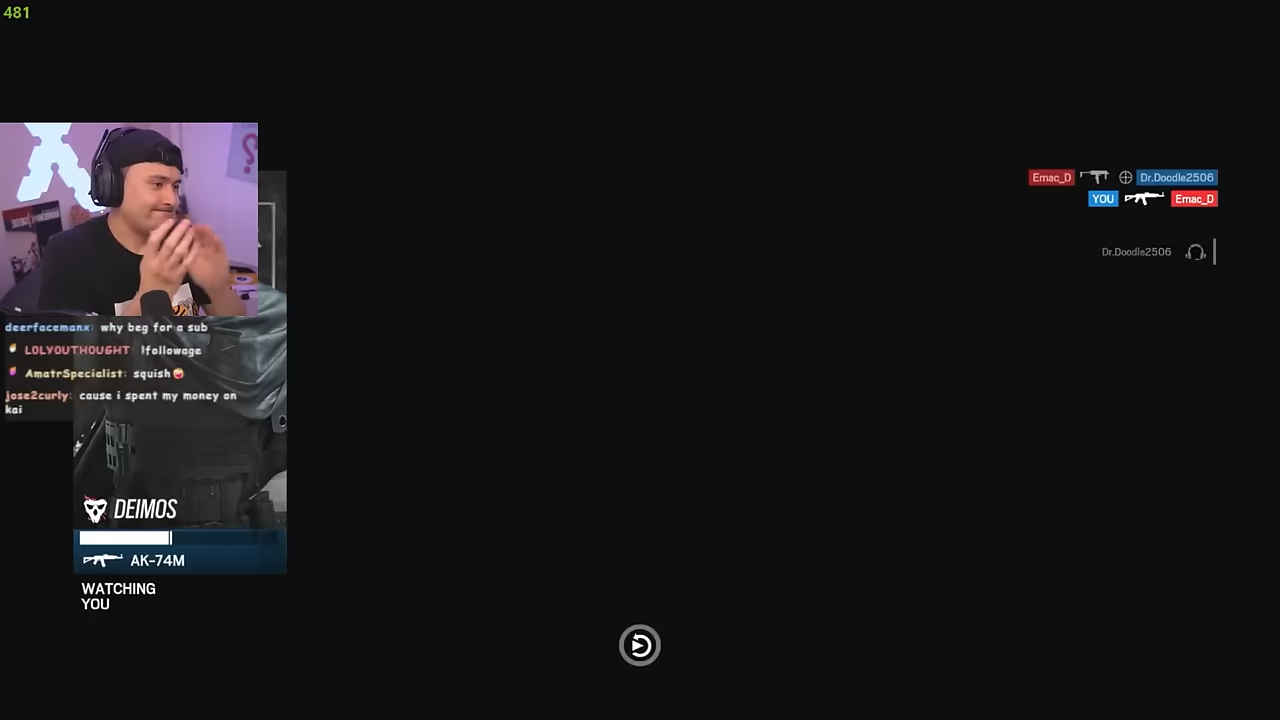 481
Emac_D Dr.Doodle2506
YOU Emac_D
Dr.Doodle2506
deerfacemanx: why beg for a sub
LOLYOUTHOUGHT: !followage
AmatrSpecialist: squish
jose2curly: cause i spent my money on
kai
DEIMOS
AK-74M
WATCHING
YOU